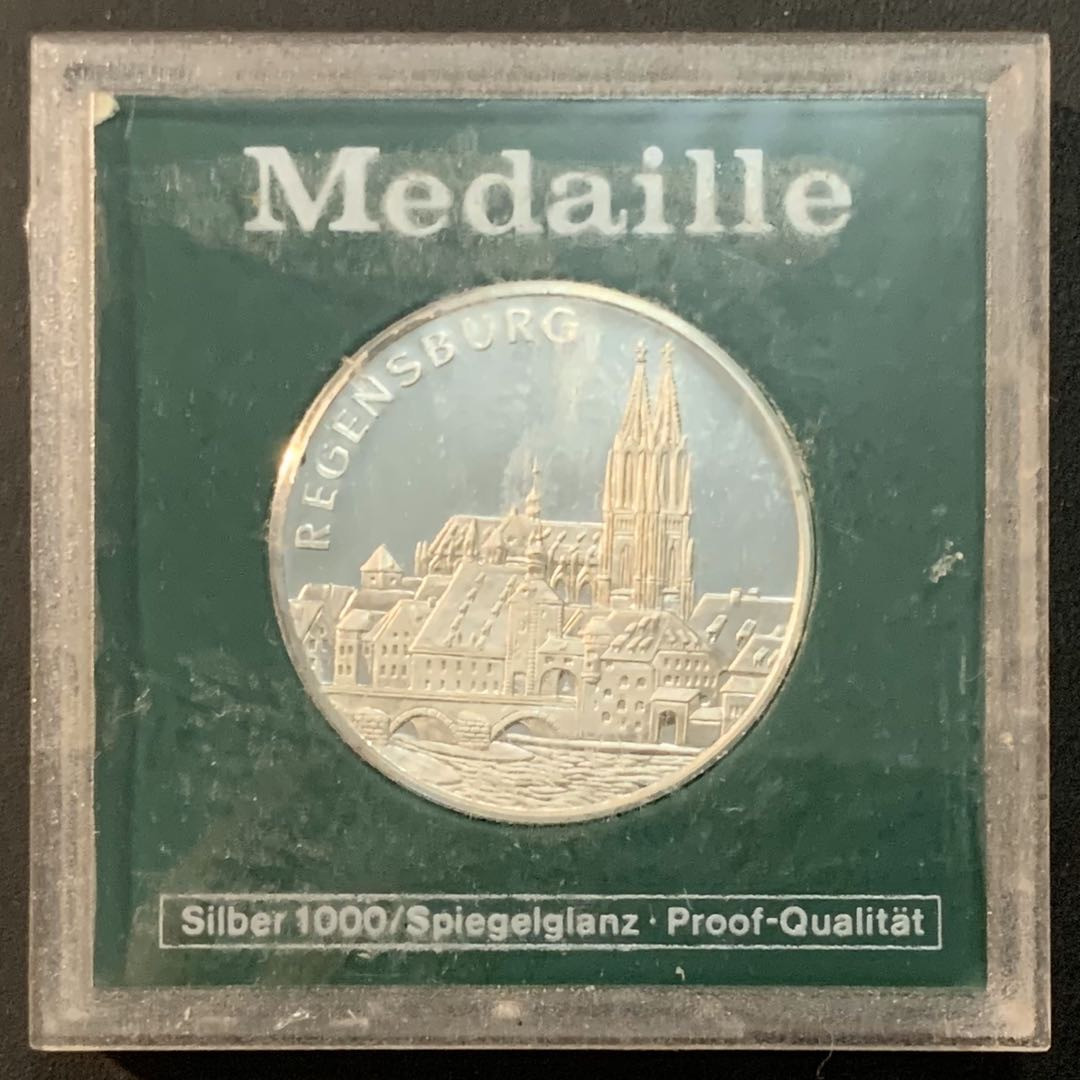 Medaille
REGENSBURG
Silber 1000/Spiegelglanz · Proof-Qualität